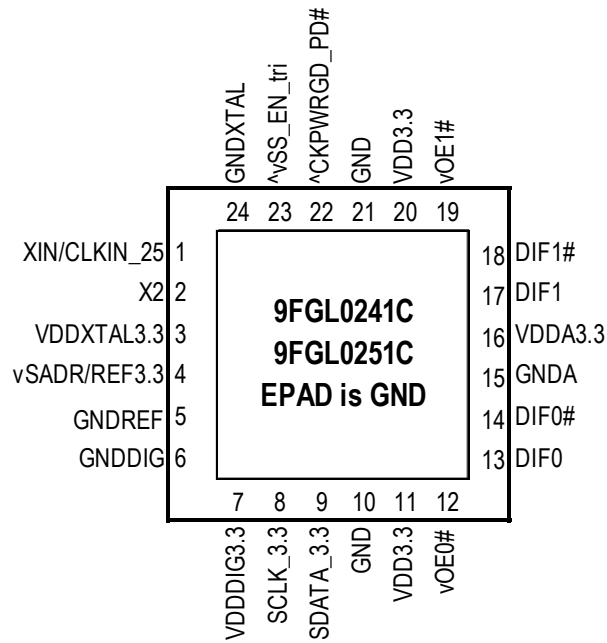 GNDXTAL
^vSS_EN_tri
^CKPWRGD_PD#
GND
VDD3.3
vOE1#
24 23 22 21 20 19
XIN/CLKIN_25 1
X2 2
VDDXTAL3.3 3
vSADR/REF3.3 4
GNDREF 5
GNDDIG 6
9FGL0241C
9FGL0251C
EPAD is GND
18 DIF1#
17 DIF1
16 VDDA3.3
15 GNDA
14 DIF0#
13 DIF0
7 8 9 10 11 12
VDDDIG3.3
SCLK_3.3
SDATA_3.3
GND
VDD3.3
vOE0#